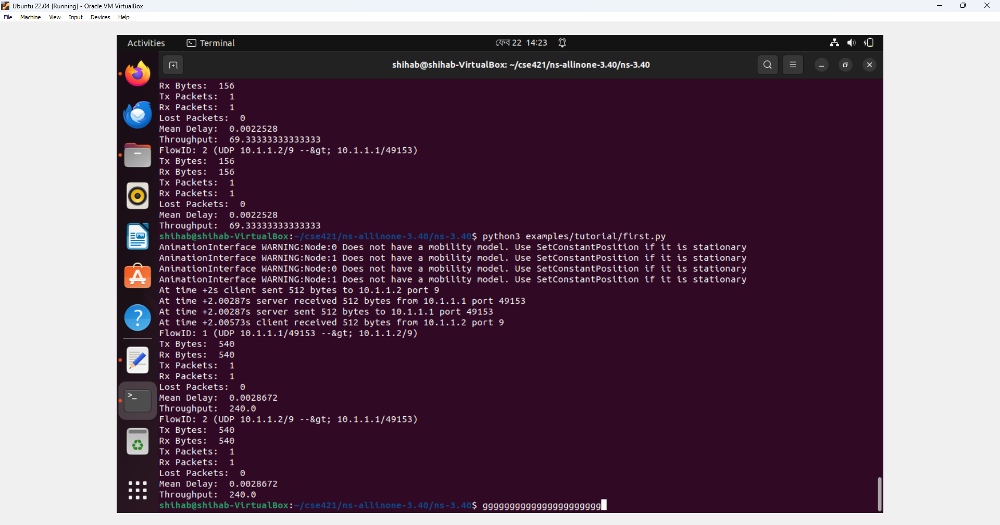 Ubuntu 22.04 [Running] - Oracle VM VirtualBox
File Machine View Input Devices Help
Activities Terminal ফেব 22 14:23
shihab@shihab-VirtualBox: ~/cse421/ns-allinone-3.40/ns-3.40
Rx Bytes: 156
Tx Packets: 1
Rx Packets: 1
Lost Packets: 0
Mean Delay: 0.0022528
Throughput: 69.33333333333333
FlowID: 2 (UDP 10.1.1.2/9 --&gt; 10.1.1.1/49153)
Tx Bytes: 156
Rx Bytes: 156
Tx Packets: 1
Rx Packets: 1
Lost Packets: 0
Mean Delay: 0.0022528
Throughput: 69.33333333333333
shihab@shihab-VirtualBox:~/cse421/ns-allinone-3.40/ns-3.40$ python3 examples/tutorial/first.py
AnimationInterface WARNING:Node:0 Does not have a mobility model. Use SetConstantPosition if it is stationary
AnimationInterface WARNING:Node:1 Does not have a mobility model. Use SetConstantPosition if it is stationary
AnimationInterface WARNING:Node:0 Does not have a mobility model. Use SetConstantPosition if it is stationary
AnimationInterface WARNING:Node:1 Does not have a mobility model. Use SetConstantPosition if it is stationary
At time +2s client sent 512 bytes to 10.1.1.2 port 9
At time +2.00287s server received 512 bytes from 10.1.1.1 port 49153
At time +2.00287s server sent 512 bytes to 10.1.1.1 port 49153
At time +2.00573s client received 512 bytes from 10.1.1.2 port 9
FlowID: 1 (UDP 10.1.1.1/49153 --&gt; 10.1.1.2/9)
Tx Bytes: 540
Rx Bytes: 540
Tx Packets: 1
Rx Packets: 1
Lost Packets: 0
Mean Delay: 0.0028672
Throughput: 240.0
FlowID: 2 (UDP 10.1.1.2/9 --&gt; 10.1.1.1/49153)
Tx Bytes: 540
Rx Bytes: 540
Tx Packets: 1
Rx Packets: 1
Lost Packets: 0
Mean Delay: 0.0028672
Throughput: 240.0
shihab@shihab-VirtualBox:~/cse421/ns-allinone-3.40/ns-3.40$ gggggggggggggggggggggg